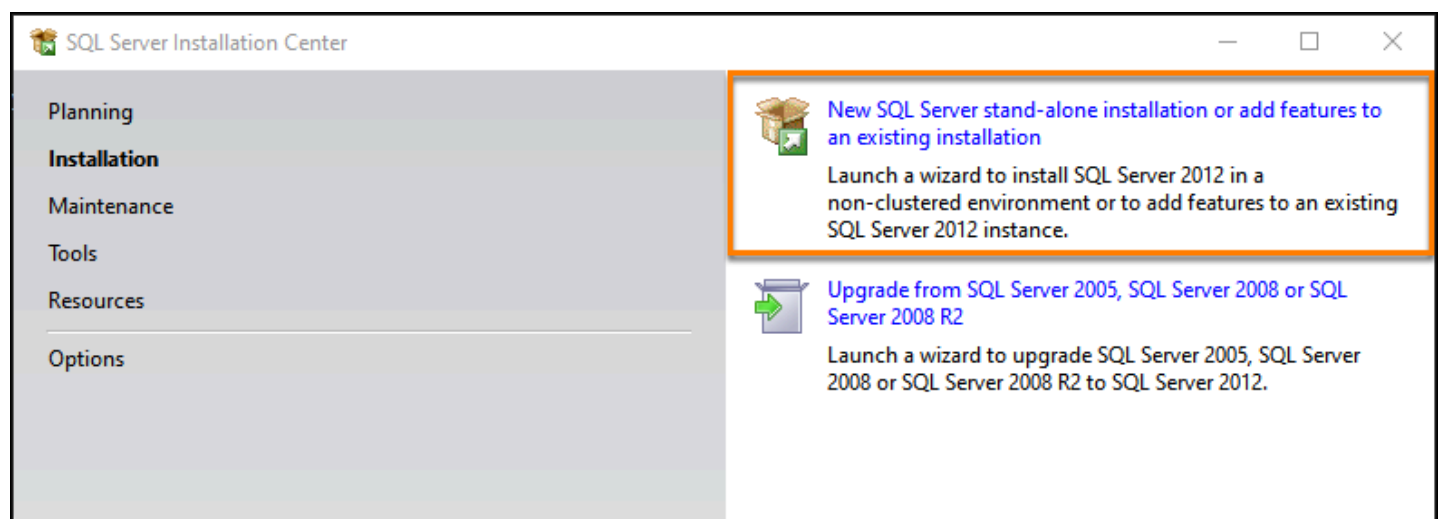 SQL Server Installation Center
Planning
Installation
Maintenance
Tools
Resources
Options
New SQL Server stand-alone installation or add features to
an existing installation
Launch a wizard to install SQL Server 2012 in a
non-clustered environment or to add features to an existing
SQL Server 2012 instance.
Upgrade from SQL Server 2005, SQL Server 2008 or SQL
Server 2008 R2
Launch a wizard to upgrade SQL Server 2005, SQL Server
2008 or SQL Server 2008 R2 to SQL Server 2012.